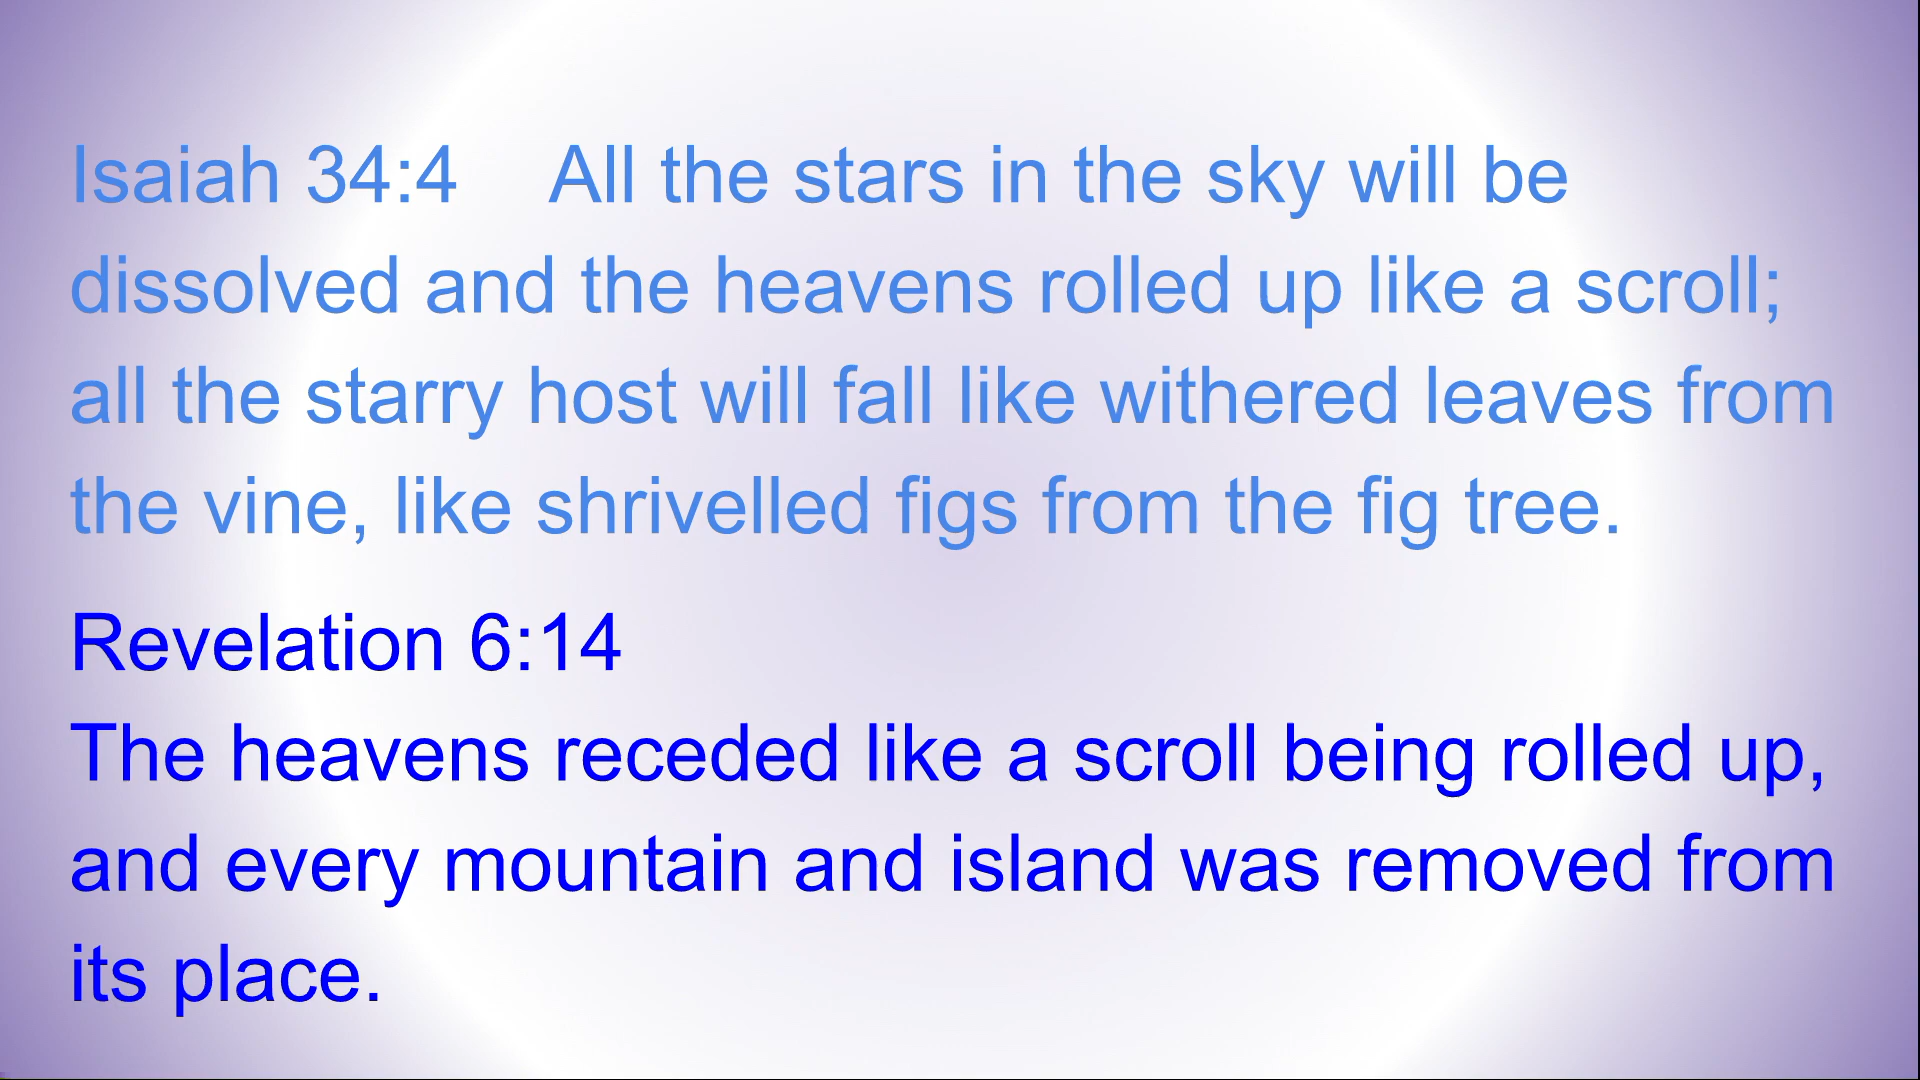 Isaiah 34:4    All the stars in the sky will be
dissolved and the heavens rolled up like a scroll;
all the starry host will fall like withered leaves from
the vine, like shrivelled figs from the fig tree.
Revelation 6:14
The heavens receded like a scroll being rolled up,
and every mountain and island was removed from
its place.